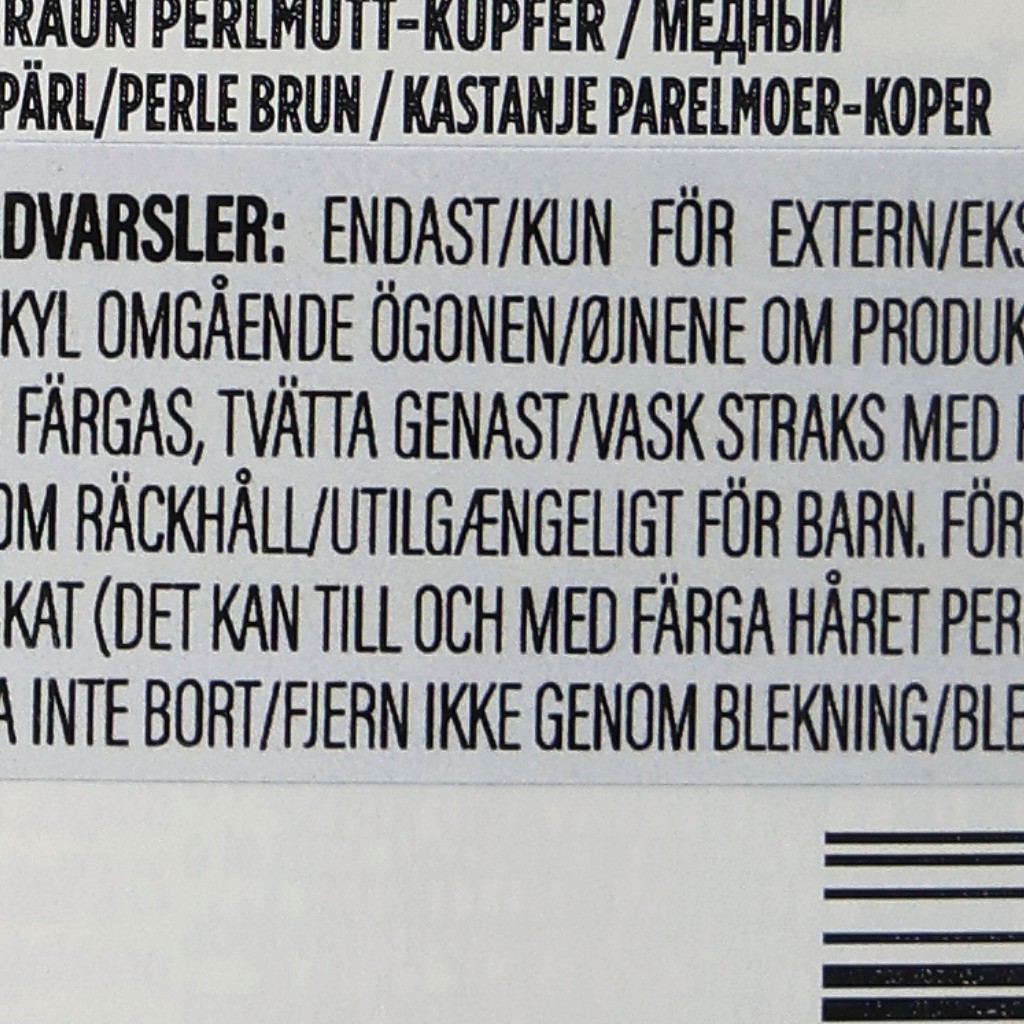 RAUN PERLMUTT-KUPFER / МЕДНЫЙ
PÄRL/PERLE BRUN / KASTANJE PARELMOER-KOPER
DVARSLER: ENDAST/KUN FÖR EXTERN/EKS
KYL OMGÅENDE ÖGONEN/ØJNENE OM PRODUK
FÄRGAS, TVÄTTA GENAST/VASK STRAKS MED
OM RÄCKHÅLL/UTILGÆNGELIGT FÖR BARN. FÖR
KAT (DET KAN TILL OCH MED FÄRGA HÅRET PER
A INTE BORT/FJERN IKKE GENOM BLEKNING/BLE